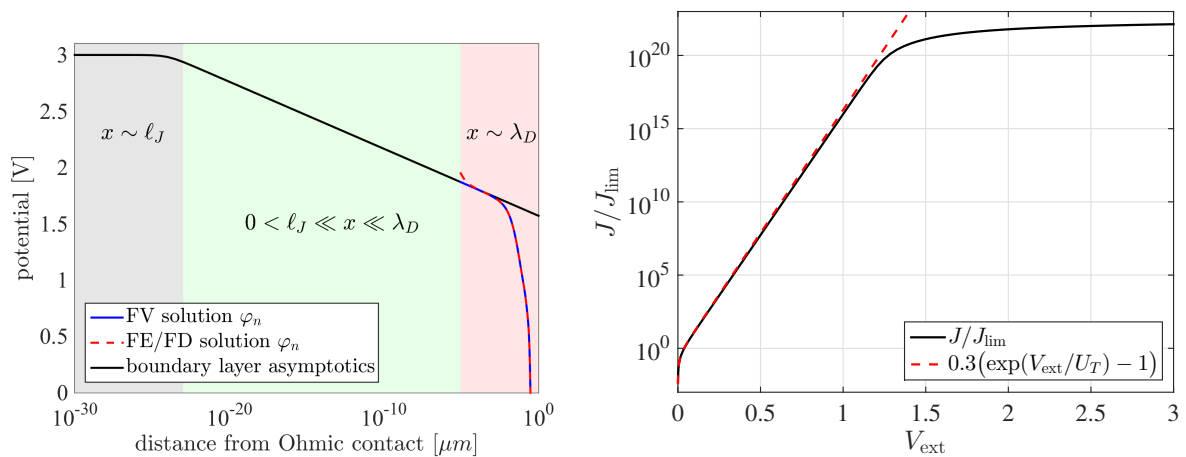 3
2.5
2
1.5
1
0.5
0
potential [V]
x ∼ ℓ_J
0 < ℓ_J ≪ x ≪ λ_D
x ∼ λ_D
FV solution φ_n
FE/FD solution φ_n
boundary layer asymptotics
10^-30 10^-20 10^-10 10^0
distance from Ohmic contact [μm]
10^20
10^15
10^10
10^5
10^0
J/J_lim
J/J_lim
0.3(exp(V_ext/U_T) − 1)
0 0.5 1 1.5 2 2.5 3
V_ext